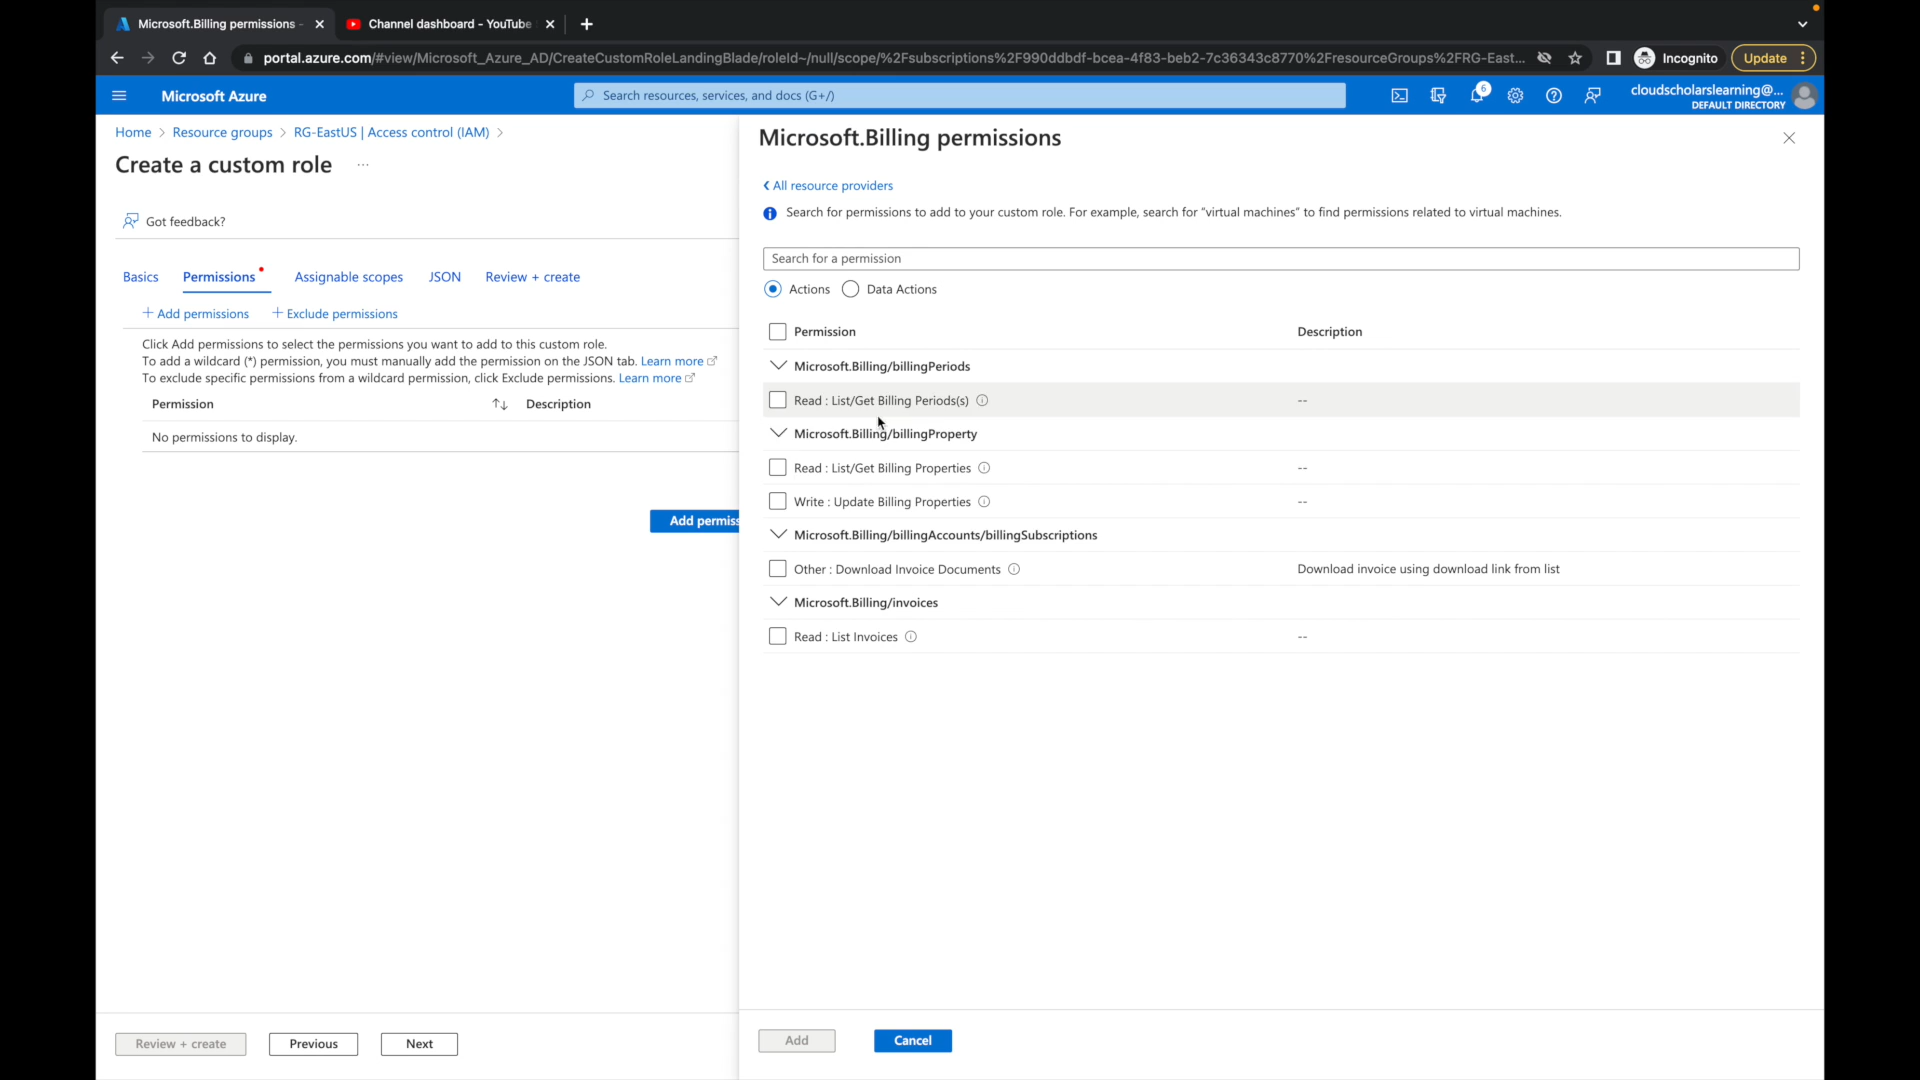 Microsoft.Billing permissions -
Channel dashboard - YouTube
portal.azure.com/#view/Microsoft_Azure_AD/CreateCustomRoleLandingBlade/roleId~/null/scope/%2Fsubscriptions%2F990ddbdf-bcea-4f83-beb2-7c36343c8770%2FresourceGroups%2FRG-East...
Incognito
Update
Microsoft Azure
Search resources, services, and docs (G+/)
6
cloudscholarslearning@...
DEFAULT DIRECTORY
Home > Resource groups > RG-EastUS | Access control (IAM) >
Create a custom role ...
Got feedback?
Basics
Permissions
Assignable scopes
JSON
Review + create
+ Add permissions
+ Exclude permissions
Click Add permissions to select the permissions you want to add to this custom role.
To add a wildcard (*) permission, you must manually add the permission on the JSON tab. Learn more
To exclude specific permissions from a wildcard permission, click Exclude permissions. Learn more
Permission
Description
No permissions to display.
Add permiss
Review + create
Previous
Next
Microsoft.Billing permissions
All resource providers
Search for permissions to add to your custom role. For example, search for "virtual machines" to find permissions related to virtual machines.
Search for a permission
Actions
Data Actions
Permission
Description
Microsoft.Billing/billingPeriods
Read : List/Get Billing Periods(s)
--
Microsoft.Billing/billingProperty
Read : List/Get Billing Properties
--
Write : Update Billing Properties
--
Microsoft.Billing/billingAccounts/billingSubscriptions
Other : Download Invoice Documents
Download invoice using download link from list
Microsoft.Billing/invoices
Read : List Invoices
--
Add
Cancel